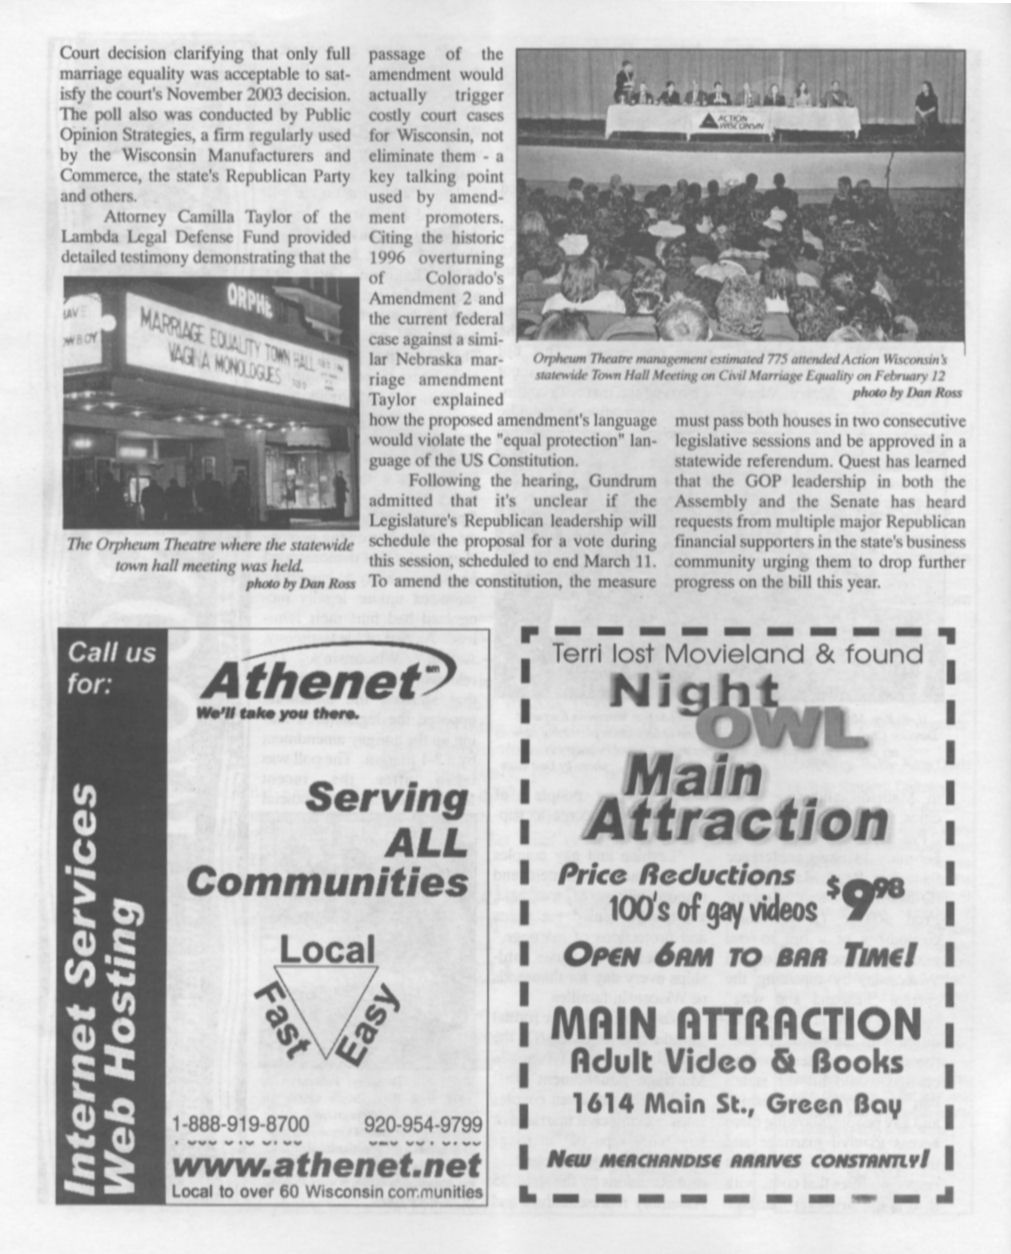 Court decision clarifying that only full
marriage equality was acceptable to sat-
isfy the court's November 2003 decision.
The poll also was conducted by Public
Opinion Strategies, a firm regularly used
by the Wisconsin Manufacturers and
Commerce, the state's Republican Party
and others.
Attorney Camilla Taylor of the
Lambda Legal Defense Fund provided
detailed testimony demonstrating that the
ORPHE
MARRIAGE EQUALITY TOWN HALL
VAGINA MONOLOGUES
The Orpheum Theatre where the statewide
town hall meeting was held.
photo by Dan Ross
passage of the
amendment would
actually trigger
costly court cases
for Wisconsin, not
eliminate them - a
key talking point
used by amend-
ment promoters.
Citing the historic
1996 overturning
of Colorado's
Amendment 2 and
the current federal
case against a simi-
lar Nebraska mar-
riage amendment
Taylor explained
how the proposed amendment's language
would violate the "equal protection" lan-
guage of the US Constitution.
Following the hearing, Gundrum
admitted that it's unclear if the
Legislature's Republican leadership will
schedule the proposal for a vote during
this session, scheduled to end March 11.
To amend the constitution, the measure
ACTION
WISCONSIN
Orpheum Theatre management estimated 775 attended Action Wisconsin's
statewide Town Hall Meeting on Civil Marriage Equality on February 12
photo by Dan Ross
must pass both houses in two consecutive
legislative sessions and be approved in a
statewide referendum. Quest has learned
that the GOP leadership in both the
Assembly and the Senate has heard
requests from multiple major Republican
financial supporters in the state's business
community urging them to drop further
progress on the bill this year.
Call us
for:
Internet Services
Web Hosting
Athenet
We'll take you there.
Serving
ALL
Communities
Local
Fast
Easy
1-888-919-8700 920-954-9799
www.athenet.net
Local to over 60 Wisconsin communities
Terri lost Movieland & found
Night
OWL
Main
Attraction
Price Reductions
100's of gay videos
$9.98
OPEN 6AM TO BAR TIME!
MAIN ATTRACTION
Adult Video & Books
1614 Main St., Green Bay
NEW MERCHANDISE ARRIVES CONSTANTLY!